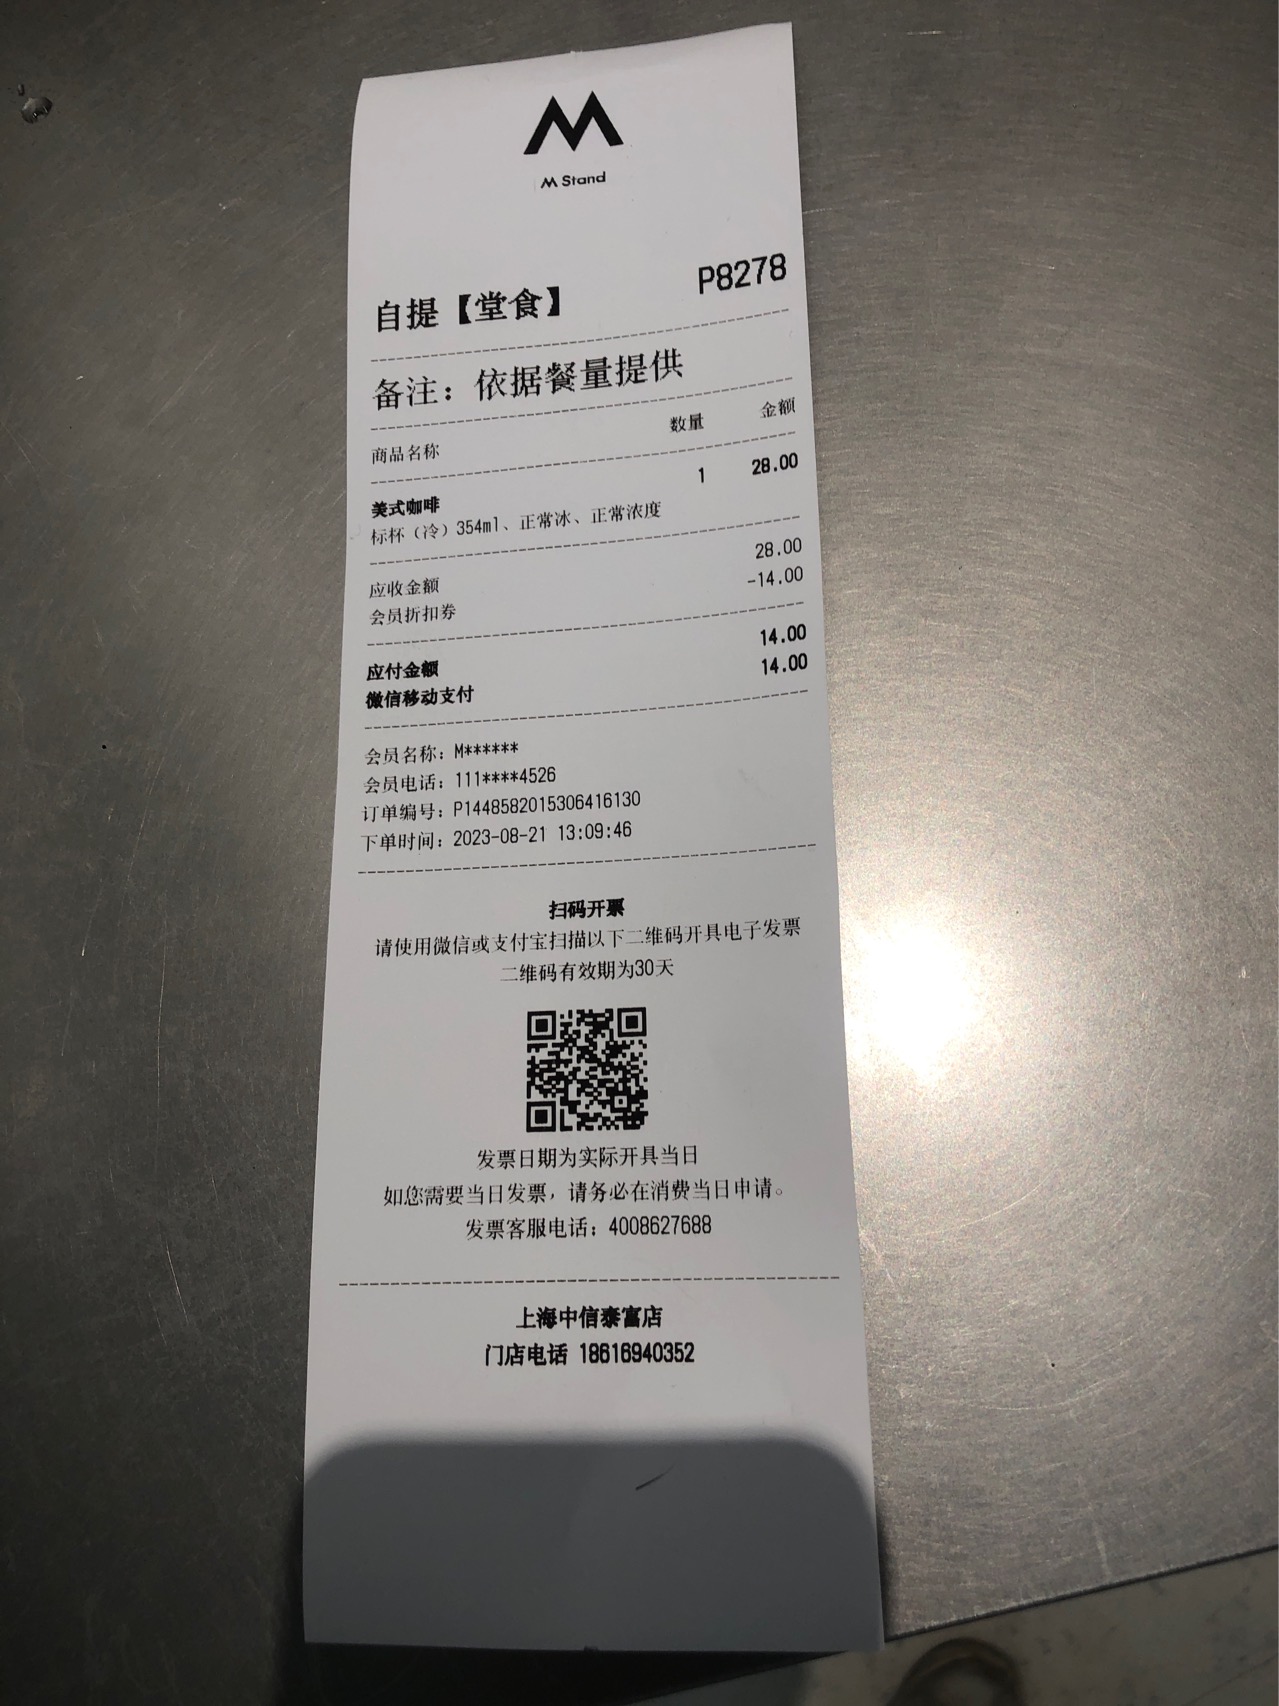 M Stand
自提【堂食】 P8278
备注：依据餐量提供
商品名称 数量 金额
美式咖啡 1 28.00
标杯（冷）354ml、正常冰、正常浓度
应收金额 28.00
会员折扣券 -14.00
应付金额 14.00
微信移动支付 14.00
会员名称：M******
会员电话：111****4526
订单编号：P1448582015306416130
下单时间：2023-08-21 13:09:46
扫码开票
请使用微信或支付宝扫描以下二维码开具电子发票
二维码有效期为30天
发票日期为实际开具当日
如您需要当日发票，请务必在消费当日申请。
发票客服电话：4008627688
上海中信泰富店
门店电话 18616940352